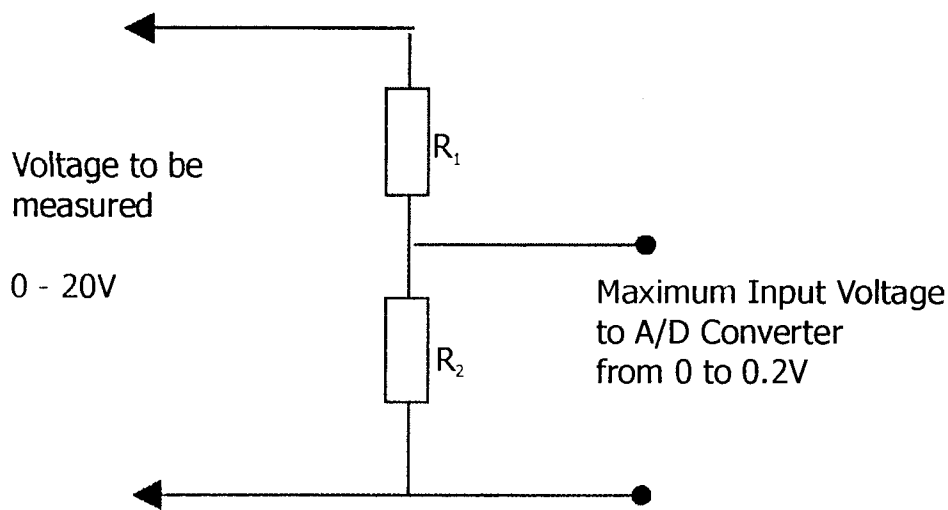 R₁
Voltage to be
measured
0 - 20V
Maximum Input Voltage
to A/D Converter
from 0 to 0.2V
R₂